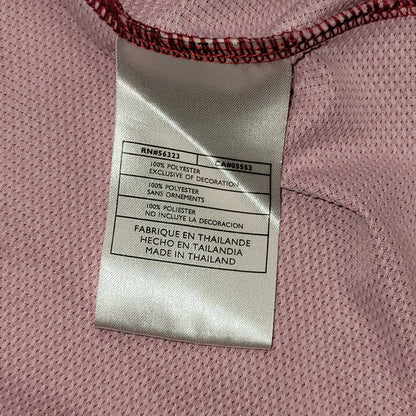 RN#56323 CA#05553
100% POLYESTER
EXCLUSIVE OF DECORATION
100% POLYESTER
SANS ORNEMENTS
100% POLIESTER
NO INCLUYE LA DECORACION
FABRIQUE EN THAILANDE
HECHO EN TAILANDIA
MADE IN THAILAND